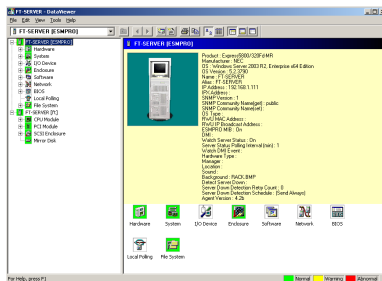 FT-SERVER [ESMPRO] - DataViewer
File Edit View Tools Help
FT-SERVER [ESMPRO]
FT-SERVER [ESMPRO]
Hardware
System
I/O Device
Enclosure
Software
Network
BIOS
Local Polling
File System
FT-SERVER [ft]
CPU Module
PCI Module
SCSI Enclosure
Mirror Disk
FT-SERVER [ESMPRO]
Product : Express5800/320Fd-MR
Manufacturer : NEC
OS : Windows Server 2003 R2, Enterprise x64 Edition
OS Version : 5.2.3790
Name : FT-SERVER
Alias : FT-SERVER
IP Address : 192.168.1.111
IPX Address :
SNMP Version : 1
SNMP Community Name(get) : public
SNMP Community Name(set) :
OS Type :
RWU MAC Address :
RWU IP Broadcast Address :
ESMPRO MIB : On
DMI :
Watch Server Status : On
Server Status Polling Interval(min) : 1
Watch DMI Event :
Hardware Type :
Manager :
Location :
Sound :
Background : RACK.BMP
Detect Server Down :
Server Down Detection Retry Count : 0
Server Down Detection Schedule : (Send Always)
Agent Version : 4.2b
Hardware
System
I/O Device
Enclosure
Software
Network
BIOS
Local Polling
File System
For Help, press F1
Normal
Warning
Abnormal